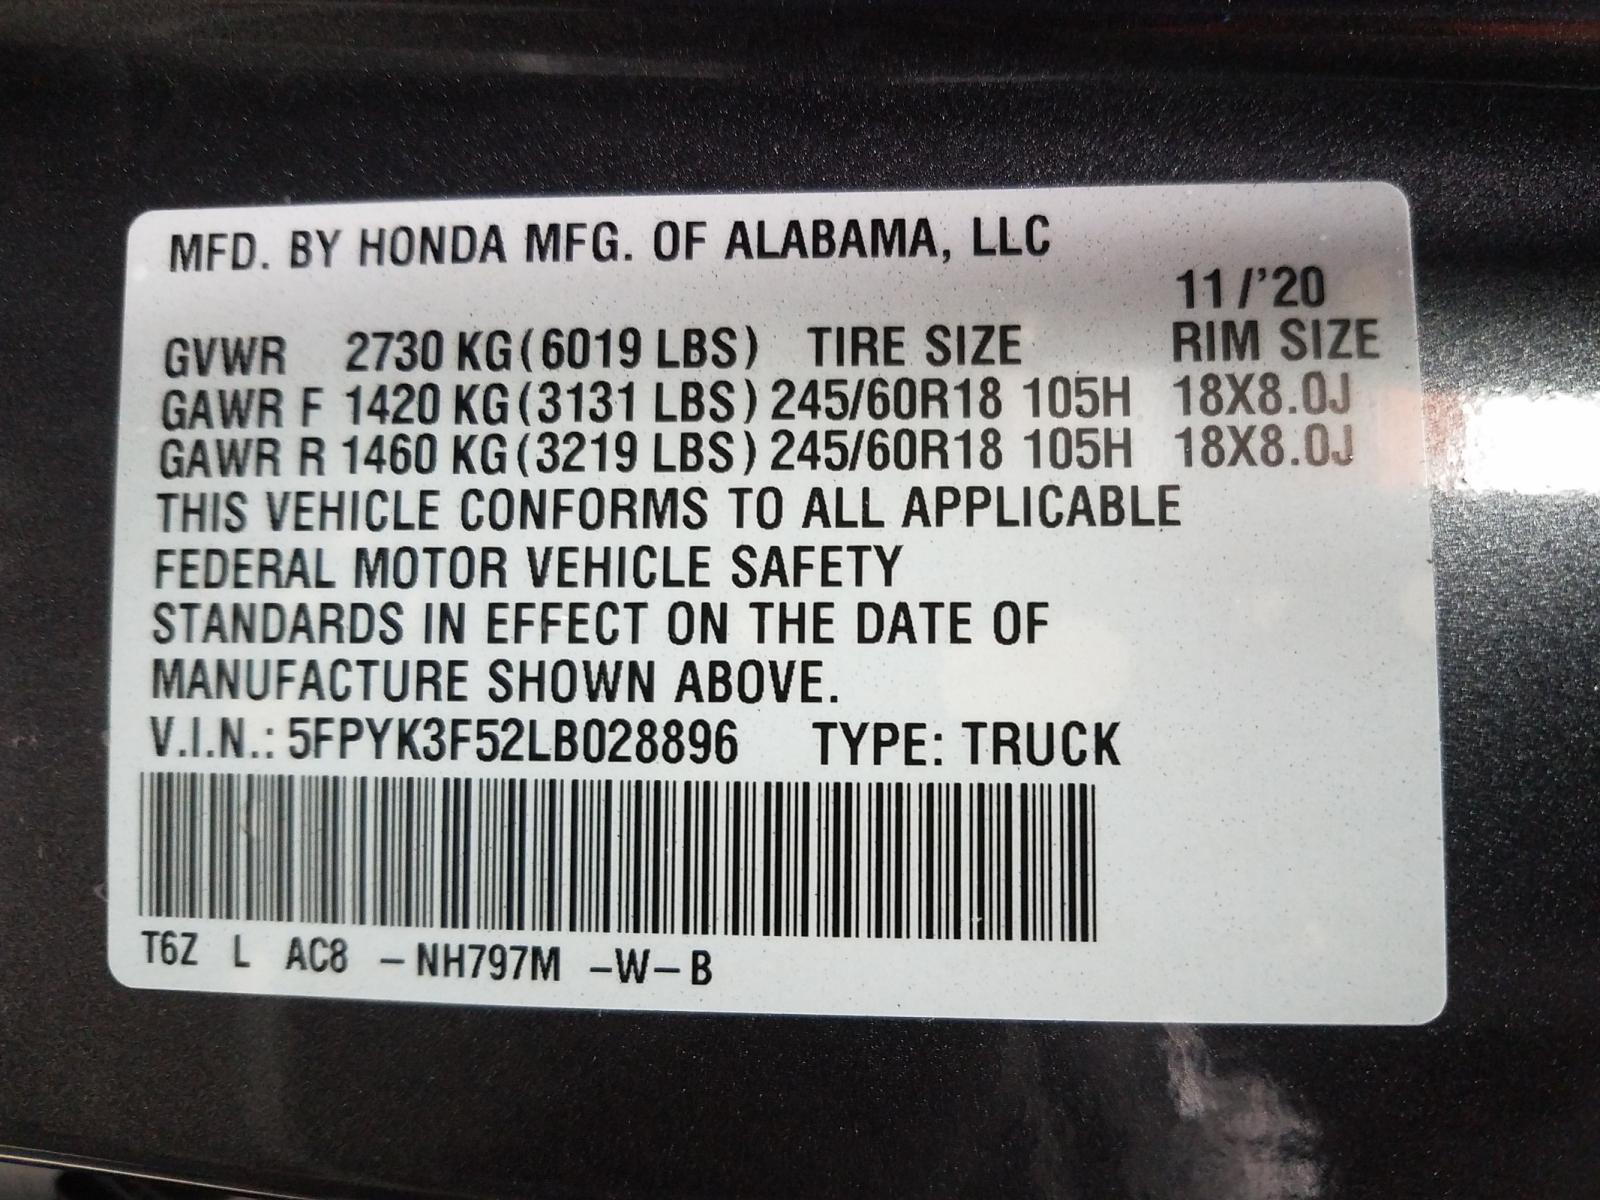 MFD. BY HONDA MFG. OF ALABAMA, LLC
11/'20
GVWR 2730 KG(6019 LBS) TIRE SIZE RIM SIZE
GAWR F 1420 KG(3131 LBS) 245/60R18 105H 18X8.0J
GAWR R 1460 KG(3219 LBS) 245/60R18 105H 18X8.0J
THIS VEHICLE CONFORMS TO ALL APPLICABLE
FEDERAL MOTOR VEHICLE SAFETY
STANDARDS IN EFFECT ON THE DATE OF
MANUFACTURE SHOWN ABOVE.
V.I.N.: 5FPYK3F52LB028896 TYPE: TRUCK
T6Z L AC8 -NH797M -W-B